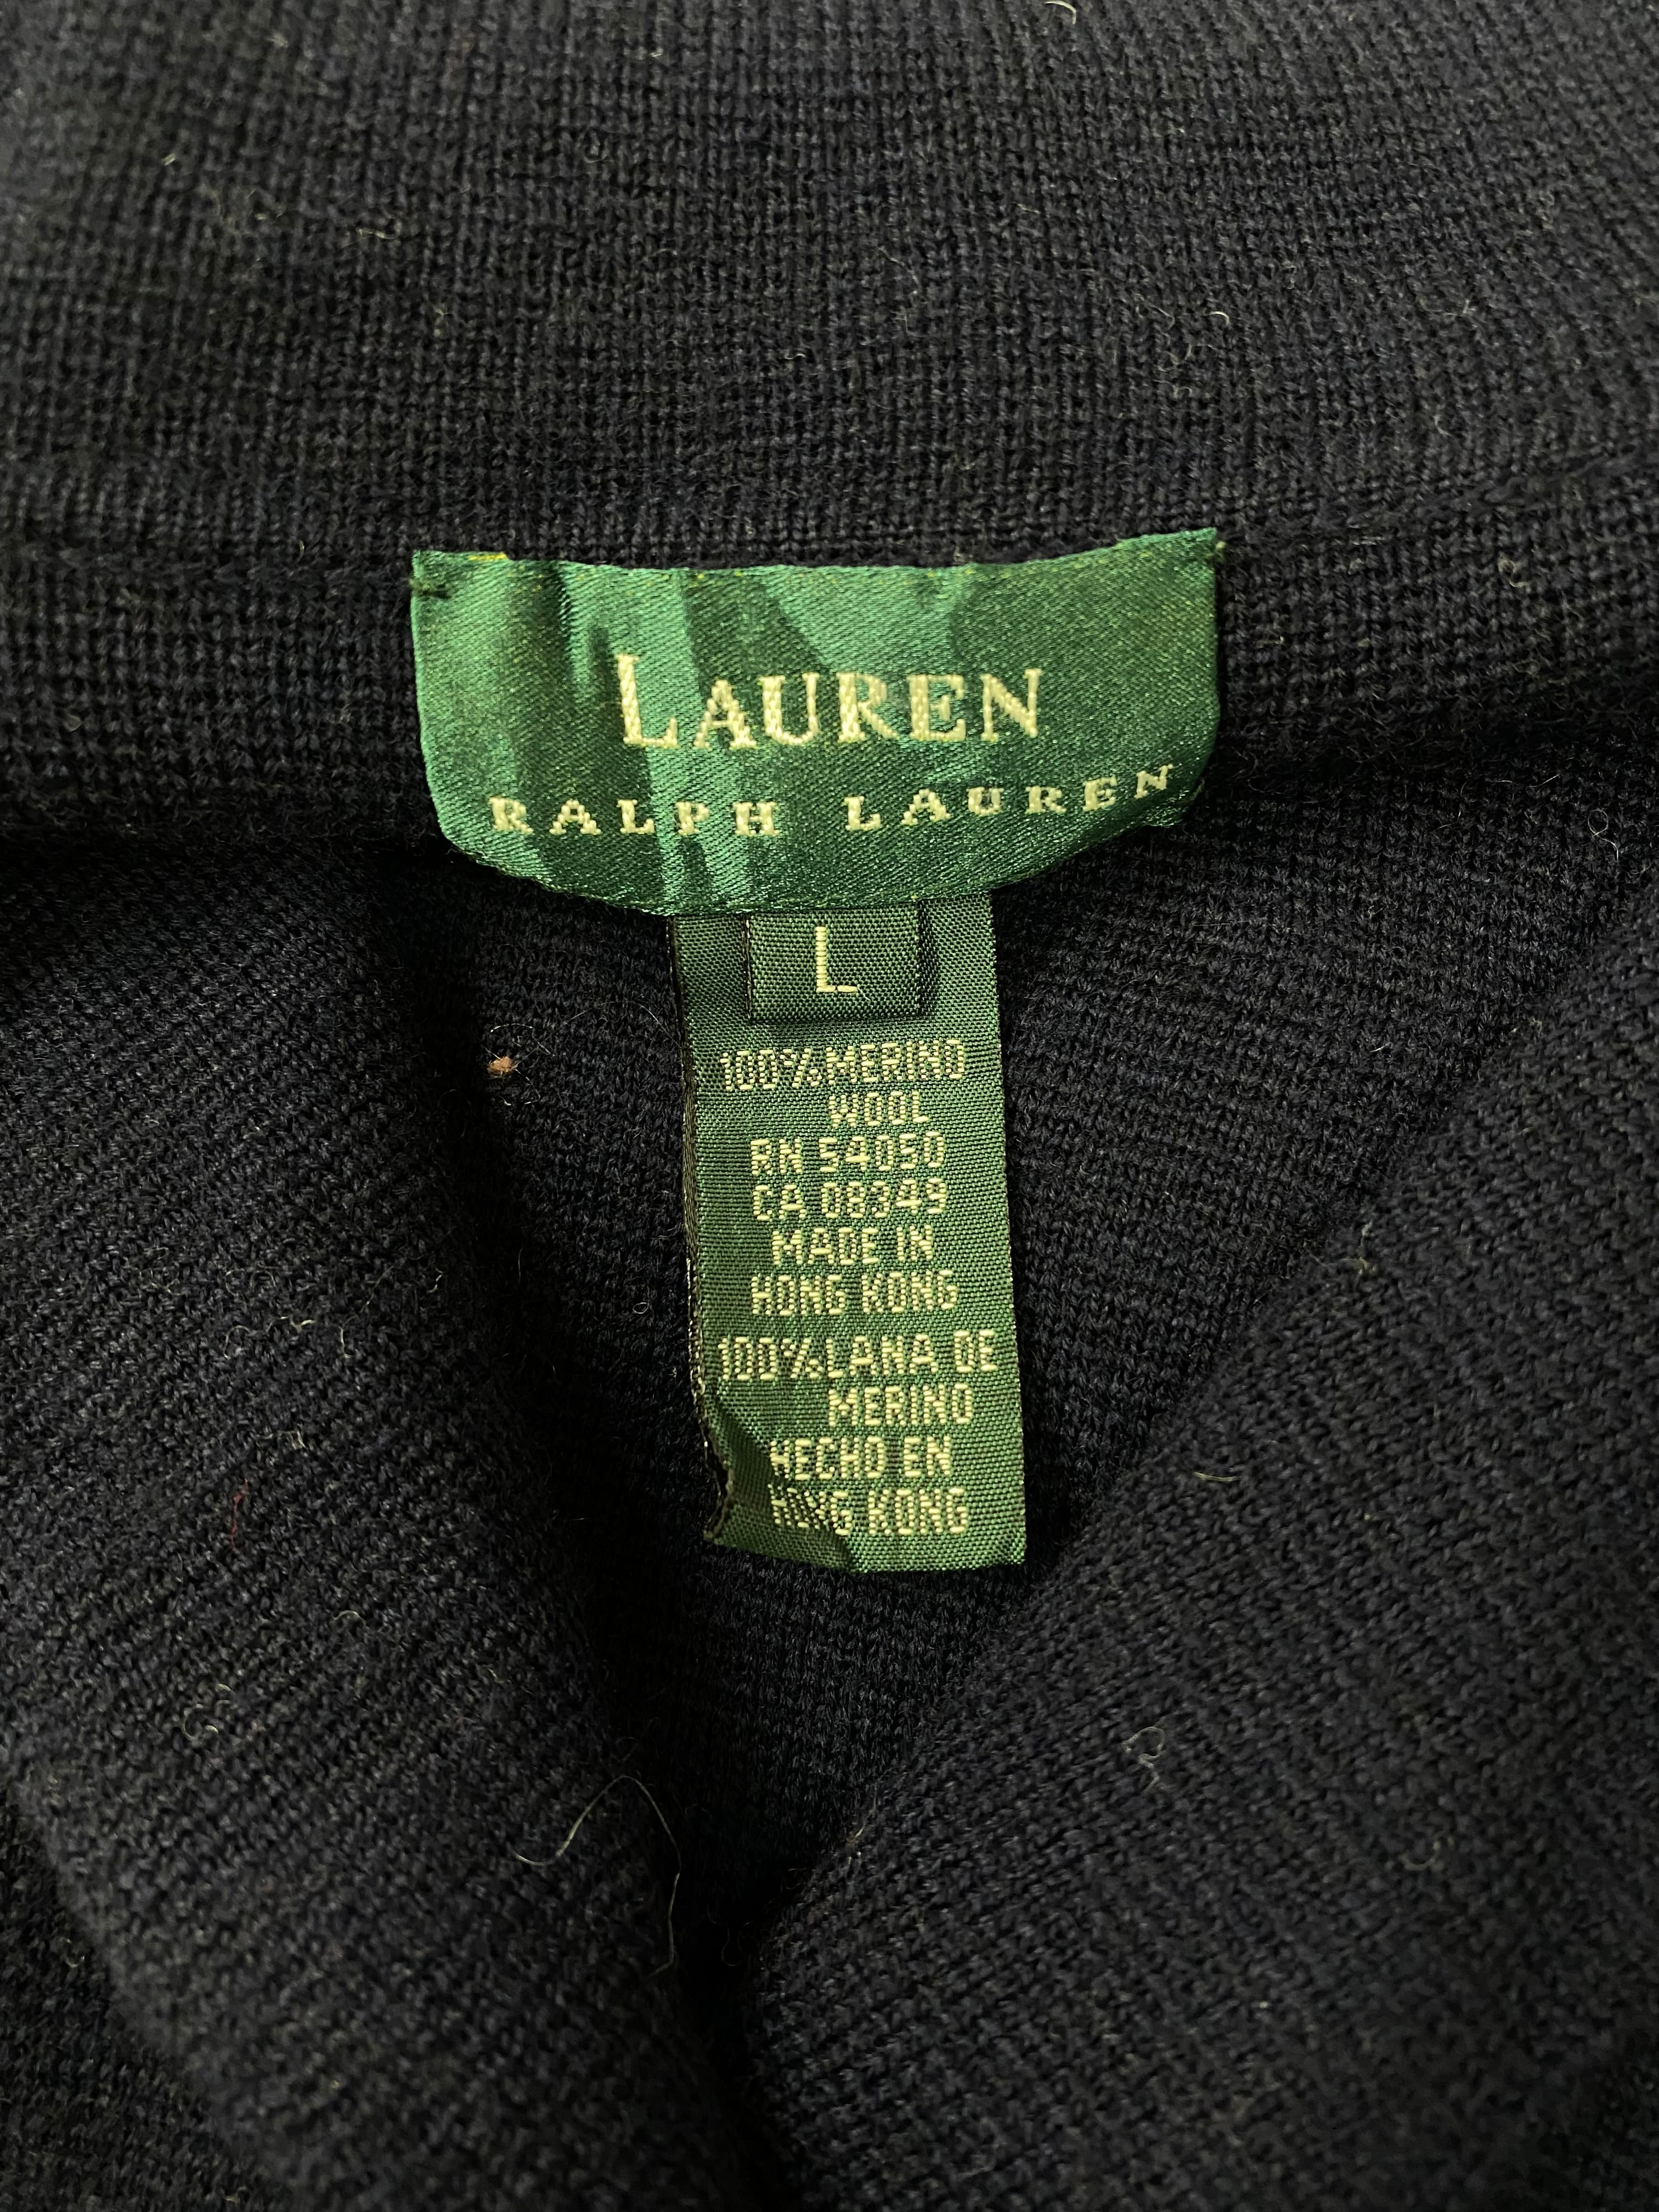 LAUREN
RALPH LAUREN
L
100%MERINO
WOOL
RN 54050
CA 08349
MADE IN
HONG KONG
100%LANA DE
MERINO
HECHO EN
HONG KONG